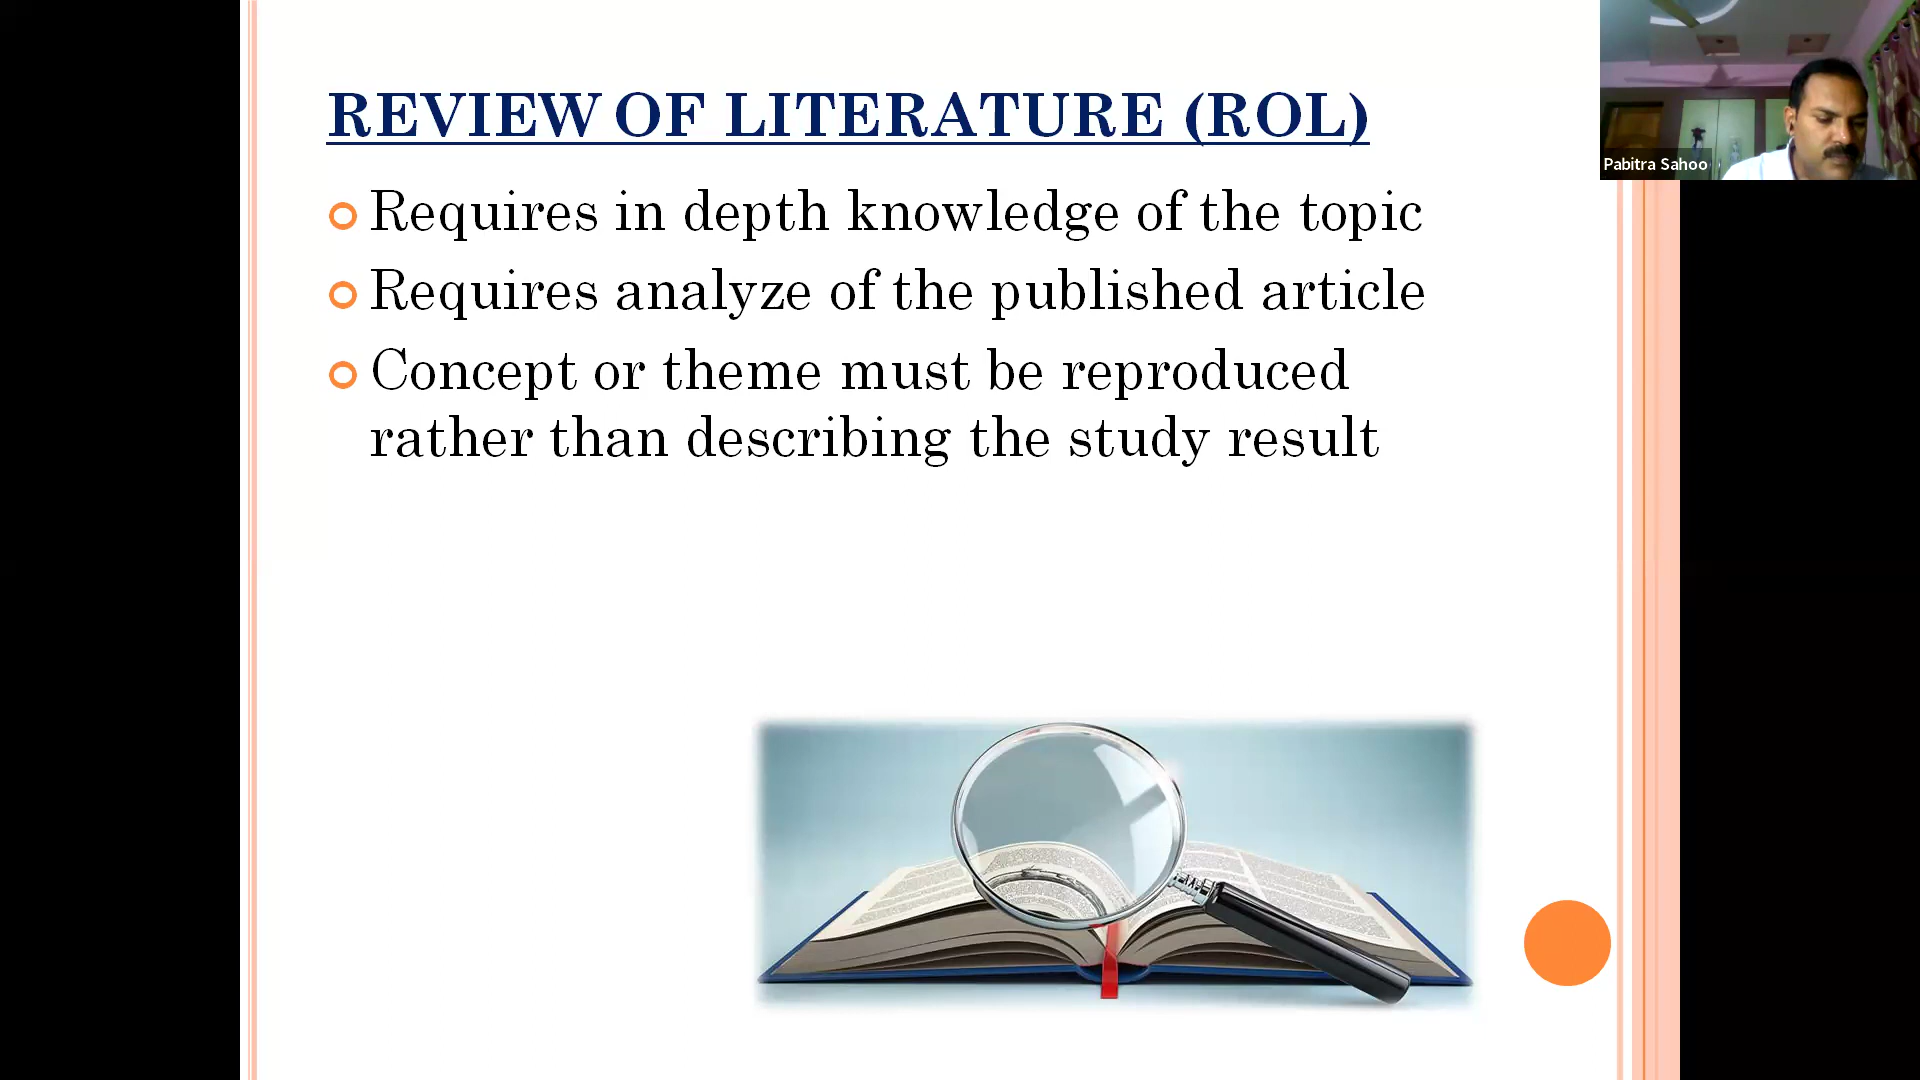 REVIEW OF LITERATURE (ROL)
Requires in depth knowledge of the topic
Requires analyze of the published article
Concept or theme must be reproduced
rather than describing the study result
Pabitra Sahoo